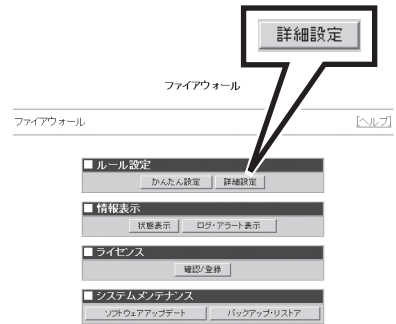 詳細設定
ファイアウォール
ファイアウォール [ヘルプ]
■ ルール設定
かんたん設定 詳細設定
■ 情報表示
状態表示 ログ・アラート表示
■ ライセンス
確認/登録
■ システムメンテナンス
ソフトウェアアップデート バックアップ・リストア